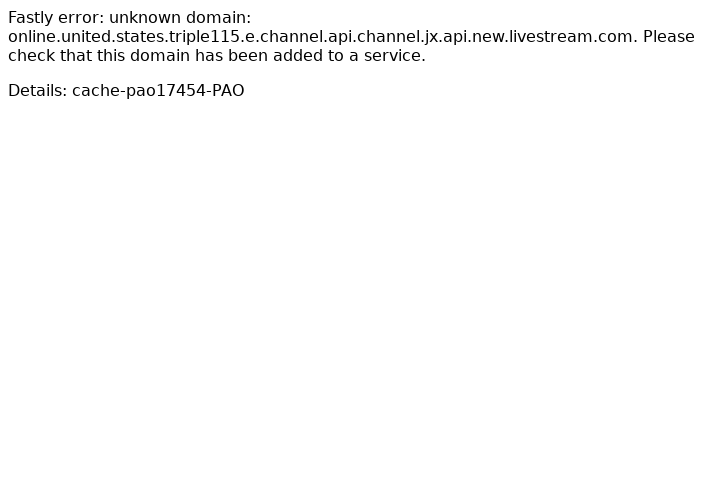 Fastly error: unknown domain:
online.united.states.triple115.e.channel.api.channel.jx.api.new.livestream.com. Please
check that this domain has been added to a service.
Details: cache-pao17454-PAO